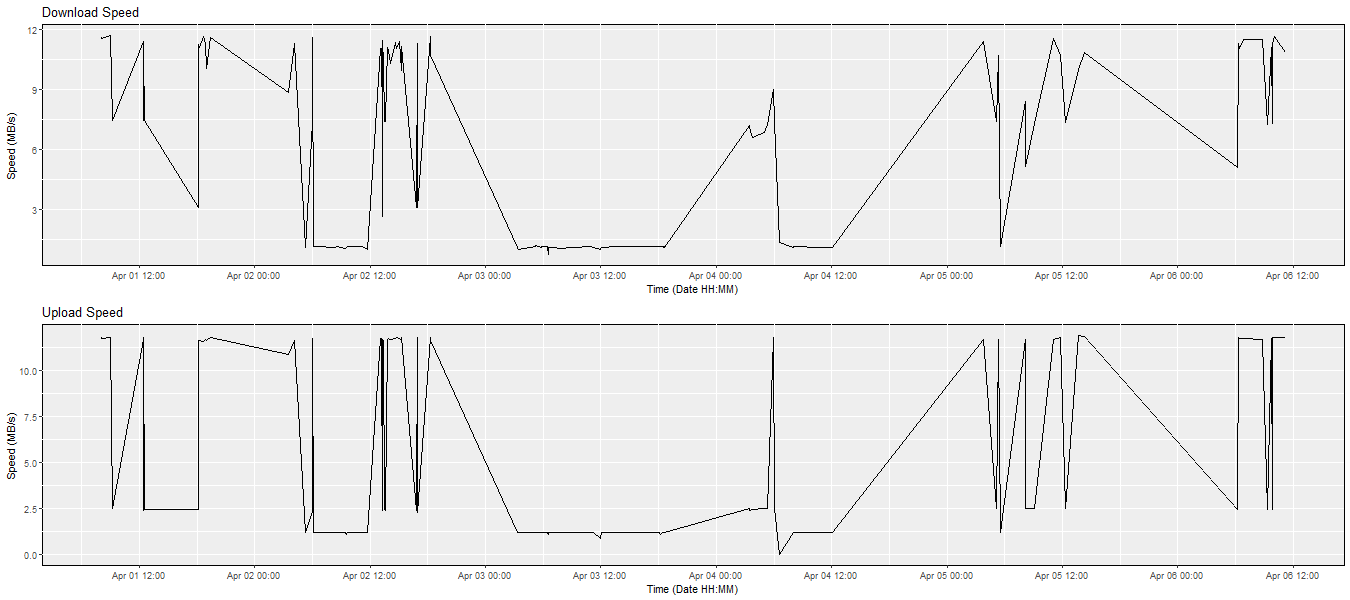 Download Speed
12
9
6
3
Speed (MB/s)
Apr 01 12:00 Apr 02 00:00 Apr 02 12:00 Apr 03 00:00 Apr 03 12:00 Apr 04 00:00 Apr 04 12:00 Apr 05 00:00 Apr 05 12:00 Apr 06 00:00 Apr 06 12:00
Time (Date HH:MM)
Upload Speed
10.0
7.5
5.0
2.5
0.0
Speed (MB/s)
Apr 01 12:00 Apr 02 00:00 Apr 02 12:00 Apr 03 00:00 Apr 03 12:00 Apr 04 00:00 Apr 04 12:00 Apr 05 00:00 Apr 05 12:00 Apr 06 00:00 Apr 06 12:00
Time (Date HH:MM)